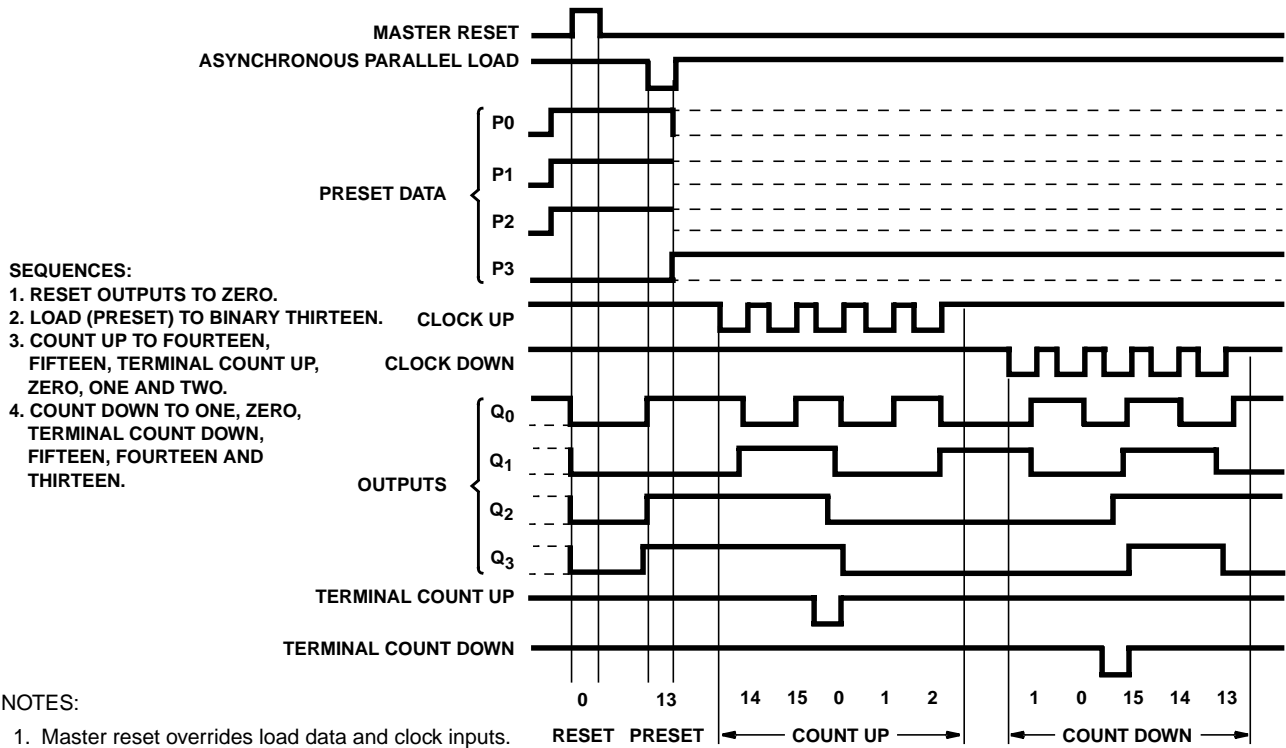 MASTER RESET
ASYNCHRONOUS PARALLEL LOAD
PRESET DATA
P0
P1
P2
P3
SEQUENCES:
1. RESET OUTPUTS TO ZERO.
2. LOAD (PRESET) TO BINARY THIRTEEN.
3. COUNT UP TO FOURTEEN,
FIFTEEN, TERMINAL COUNT UP,
ZERO, ONE AND TWO.
4. COUNT DOWN TO ONE, ZERO,
TERMINAL COUNT DOWN,
FIFTEEN, FOURTEEN AND
THIRTEEN.
CLOCK UP
CLOCK DOWN
OUTPUTS
Q0
Q1
Q2
Q3
TERMINAL COUNT UP
TERMINAL COUNT DOWN
0 13 14 15 0 1 2 1 0 15 14 13
RESET PRESET COUNT UP COUNT DOWN
NOTES:
1. Master reset overrides load data and clock inputs.